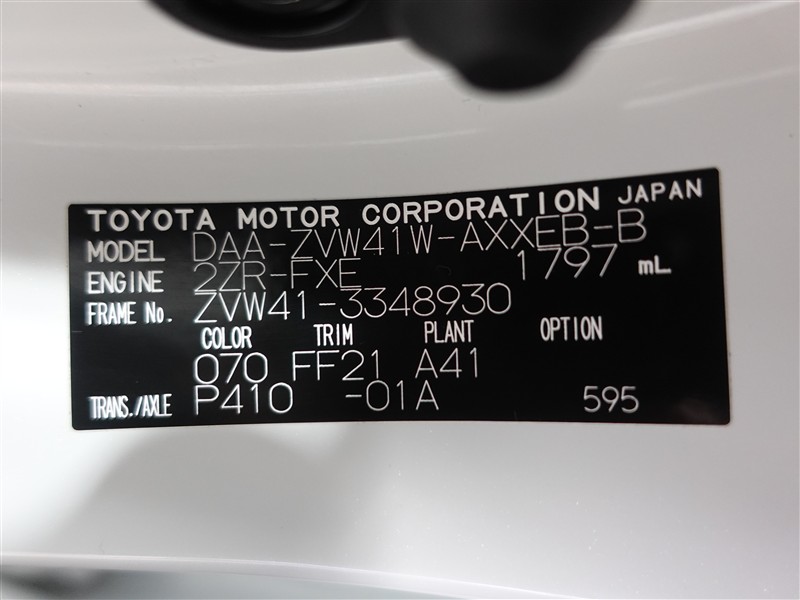 TOYOTA MOTOR CORPORATION JAPAN
MODEL DAA-ZVW41W-AXXEB-B
ENGINE 2ZR-FXE 1797 mL
FRAME No. ZVW41-3348930
COLOR TRIM PLANT OPTION
070 FF21 A41
TRANS./AXLE P410 -01A 595